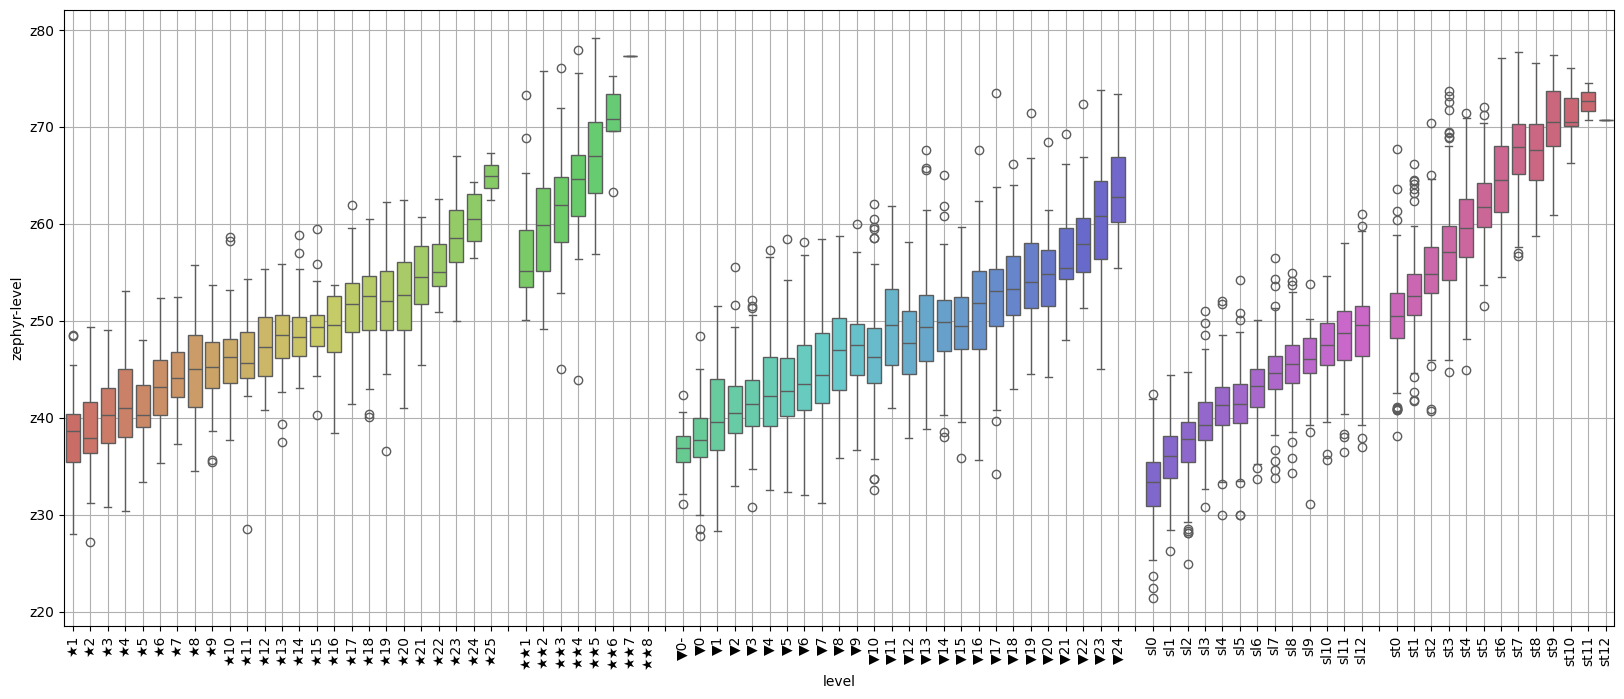 z80
z70
z60
z50
z40
z30
z20
zephyr-level
★1
★2
★3
★4
★5
★6
★7
★8
★9
★10
★11
★12
★13
★14
★15
★16
★17
★18
★19
★20
★21
★22
★23
★24
★25
★★1
★★2
★★3
★★4
★★5
★★6
★★7
★★8
▼0-
▼0
▼1
▼2
▼3
▼4
▼5
▼6
▼7
▼8
▼9
▼10
▼11
▼12
▼13
▼14
▼15
▼16
▼17
▼18
▼19
▼20
▼21
▼22
▼23
▼24
sl0
sl1
sl2
sl3
sl4
sl5
sl6
sl7
sl8
sl9
sl10
sl11
sl12
st0
st1
st2
st3
st4
st5
st6
st7
st8
st9
st10
st11
st12
level